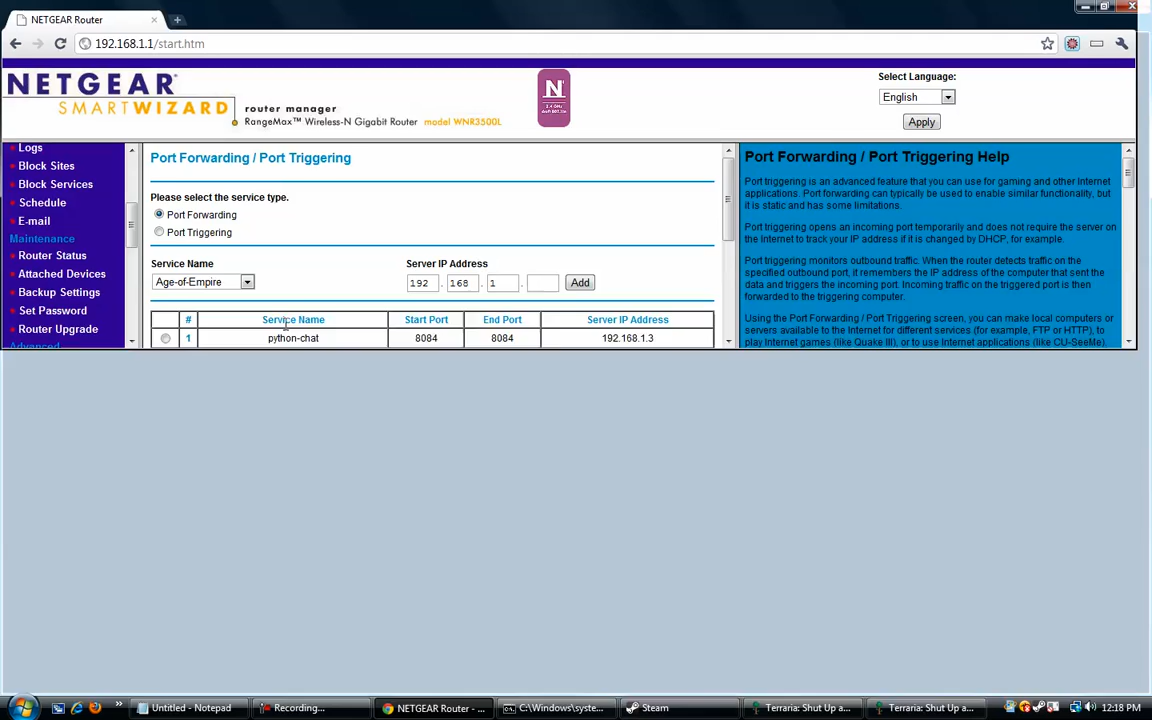 NETGEAR Router
192.168.1.1/start.htm
NETGEAR®
SMARTWIZARD
router manager
RangeMax™ Wireless-N Gigabit Router model WNR3500L
N
Select Language:
English
Apply
Logs
Block Sites
Block Services
Schedule
E-mail
Maintenance
Router Status
Attached Devices
Backup Settings
Set Password
Router Upgrade
Advanced
Port Forwarding / Port Triggering
Please select the service type.
Port Forwarding
Port Triggering
Service Name
Server IP Address
Age-of-Empire
192 . 168 . 1 .
Add
# Service Name Start Port End Port Server IP Address
1 python-chat 8084 8084 192.168.1.3
Port Forwarding / Port Triggering Help
Port triggering is an advanced feature that you can use for gaming and other Internet
applications. Port forwarding can typically be used to enable similar functionality, but
it is static and has some limitations.
Port triggering opens an incoming port temporarily and does not require the server on
the Internet to track your IP address if it is changed by DHCP, for example.
Port triggering monitors outbound traffic. When the router detects traffic on the
specified outbound port, it remembers the IP address of the computer that sent the
data and triggers the incoming port. Incoming traffic on the triggered port is then
forwarded to the triggering computer.
Using the Port Forwarding / Port Triggering screen, you can make local computers or
servers available to the Internet for different services (for example, FTP or HTTP), to
play Internet games (like Quake III), or to use Internet applications (like CU-SeeMe).
Untitled - Notepad
Recording...
NETGEAR Router - ...
C:\Windows\syste...
Steam
Terraria: Shut Up a...
Terraria: Shut Up a...
12:18 PM